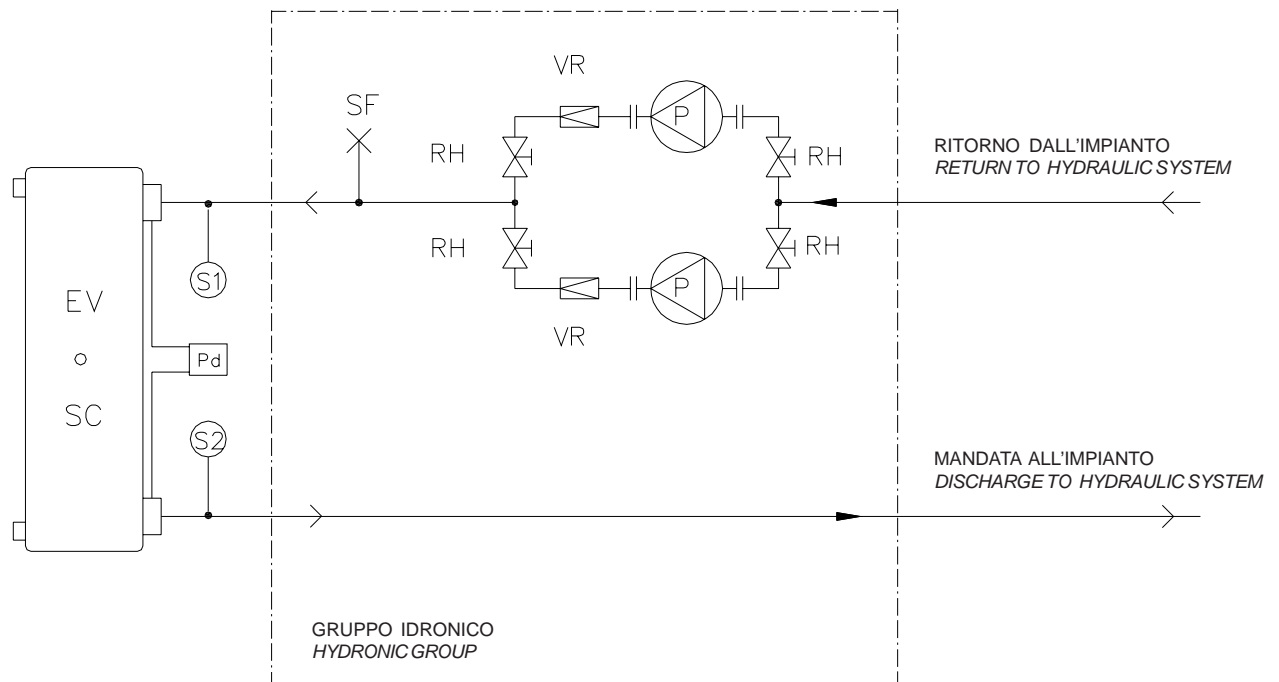 VR
SF
P
RH
RH
RITORNO DALL'IMPIANTO
RETURN TO HYDRAULIC SYSTEM
RH
RH
S1
P
EV
VR
Pd
SC
S2
MANDATA ALL'IMPIANTO
DISCHARGE TO HYDRAULIC SYSTEM
GRUPPO IDRONICO
HYDRONIC GROUP